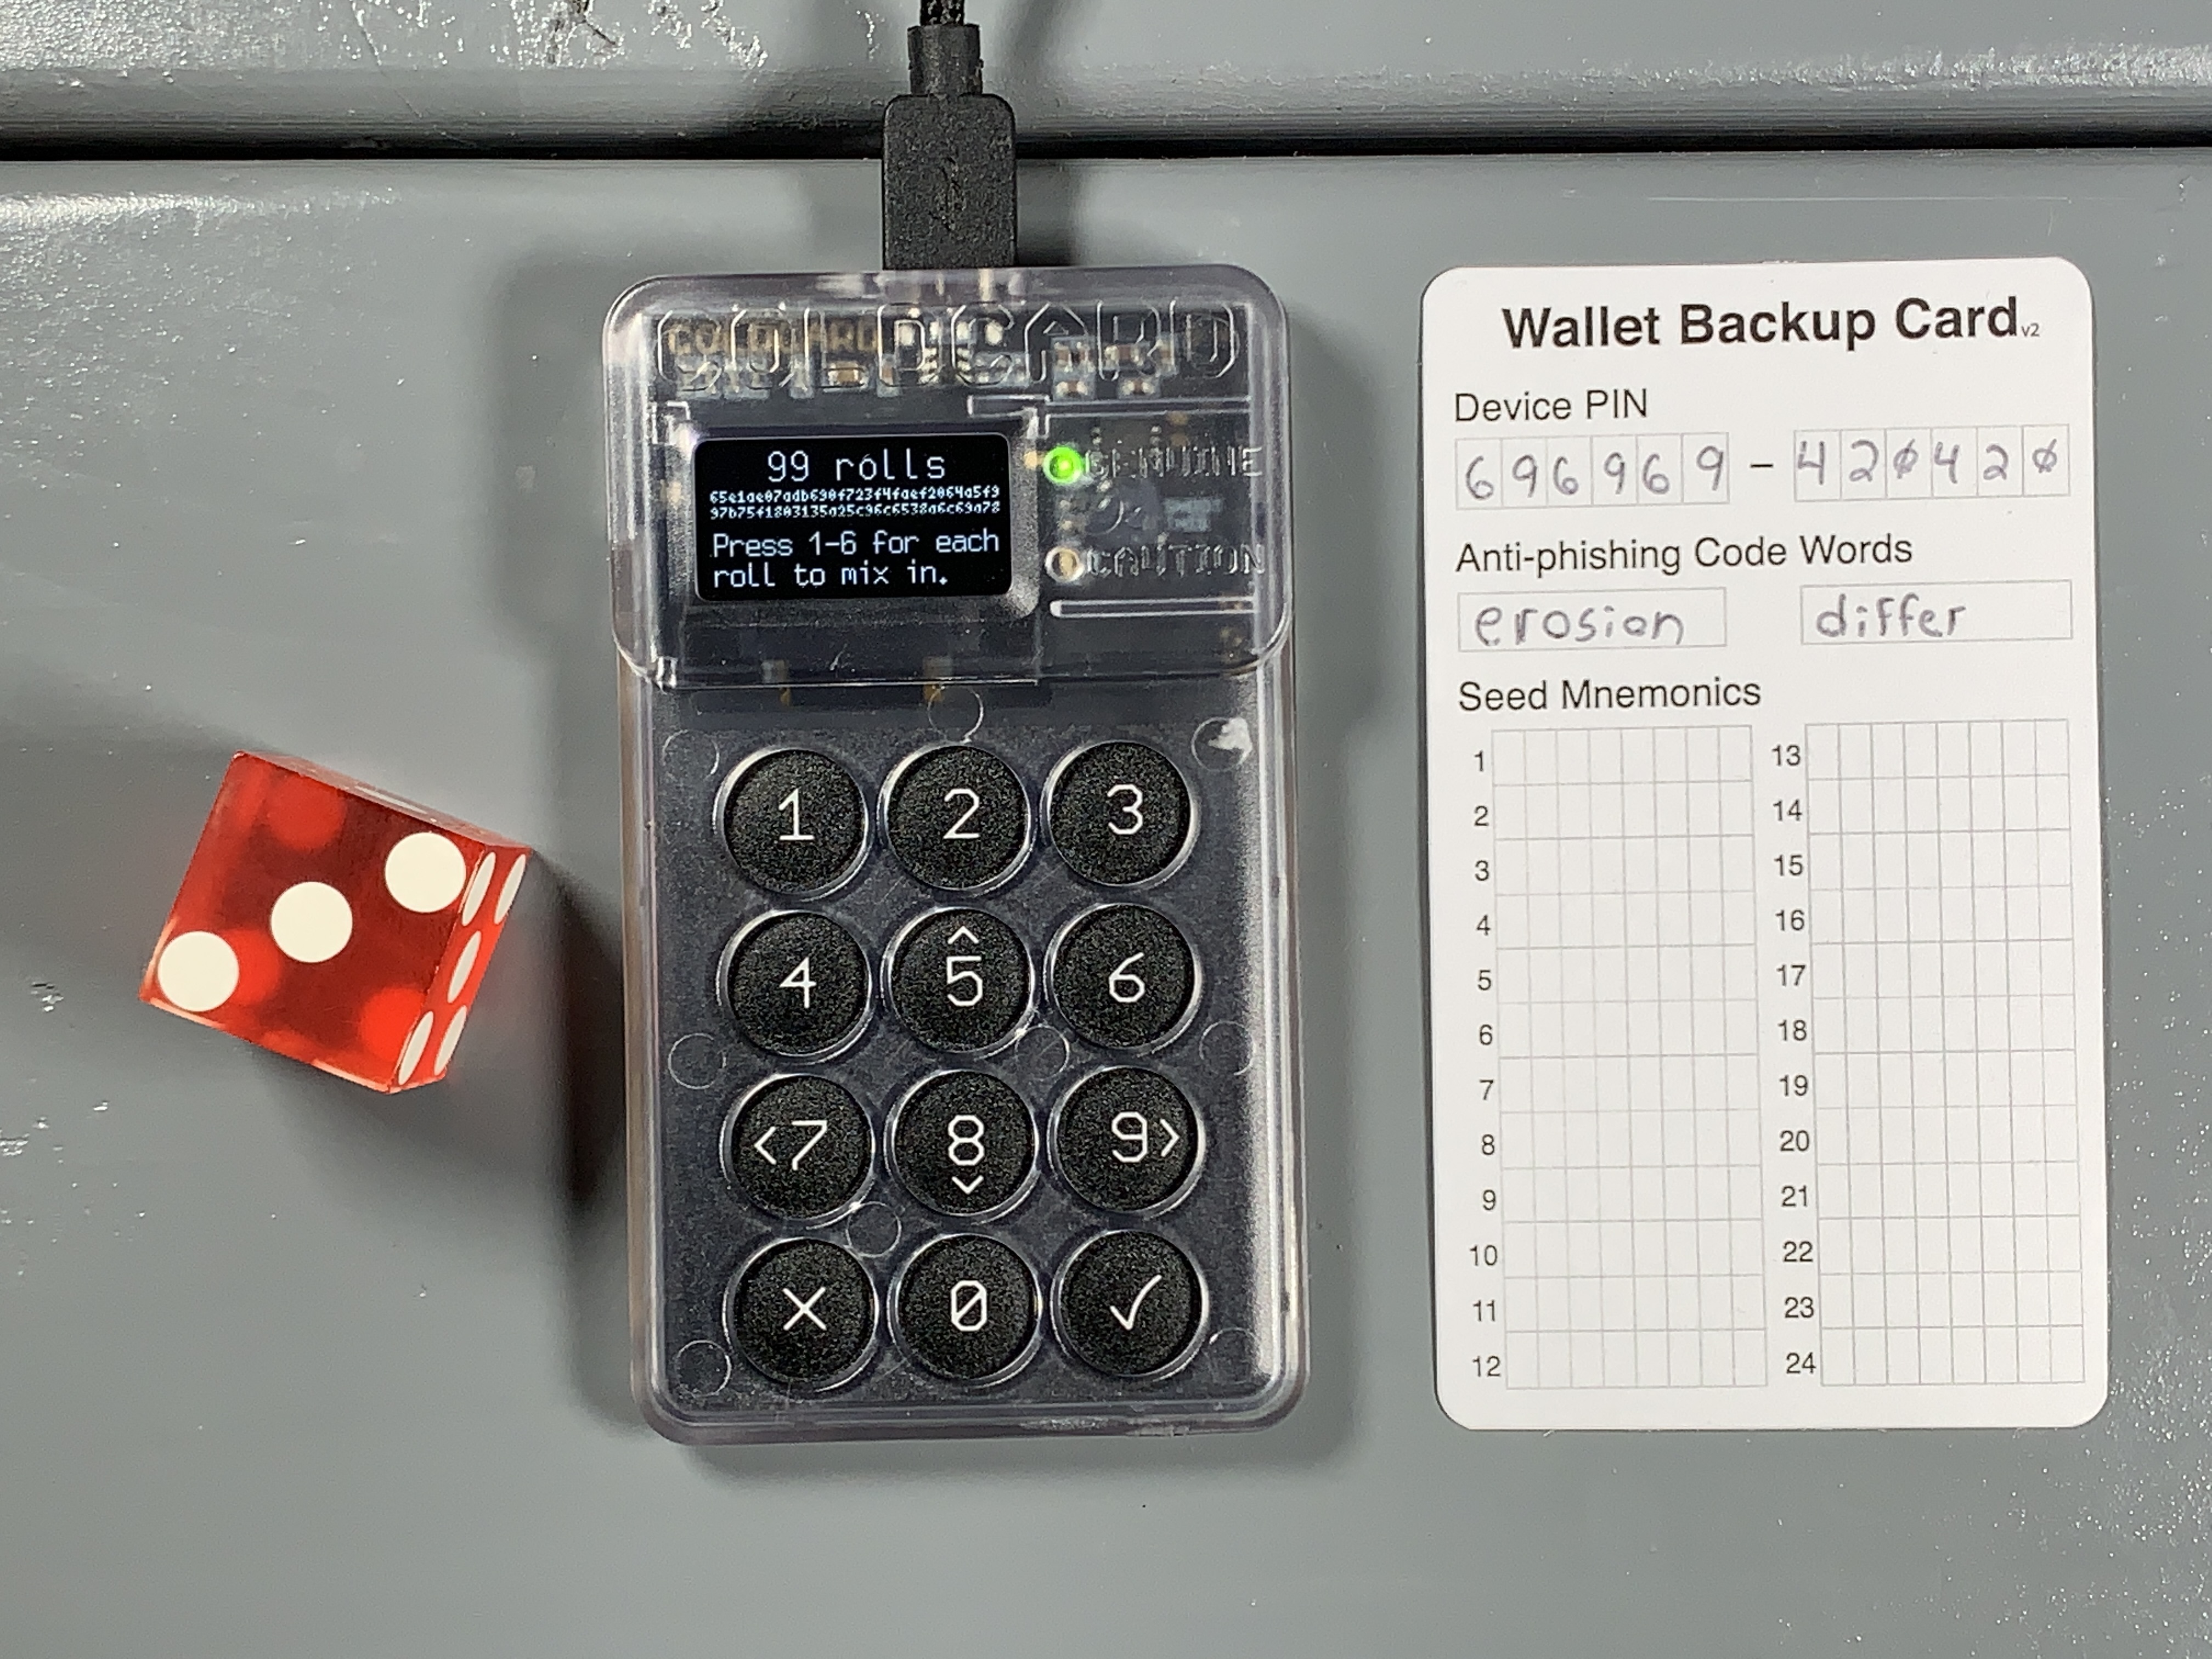 COLDCARD
99 rolls
65e1ae07adb690f723f4faef2064a5f9
97b75f1803135a25c96c6538a6c69a78
Press 1-6 for each
roll to mix in.
GENUINE
CAUTION
1 2 3
4 5 6
<7 8 9>
X 0 ✓
Wallet Backup Card v2
Device PIN
696969 - 420420
Anti-phishing Code Words
erosion differ
Seed Mnemonics
1 13
2 14
3 15
4 16
5 17
6 18
7 19
8 20
9 21
10 22
11 23
12 24